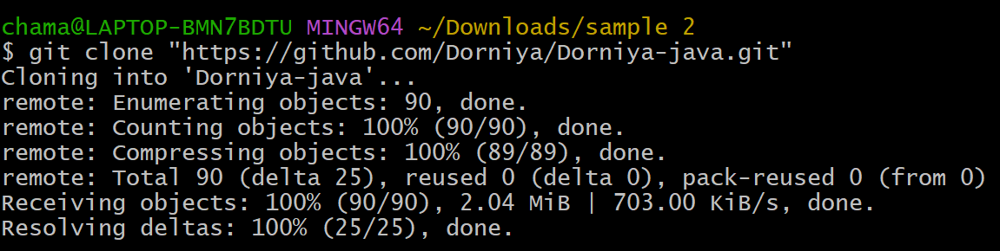 chama@LAPTOP-BMN7BDTU MINGW64 ~/Downloads/sample 2
$ git clone "https://github.com/Dorniya/Dorniya-java.git"
Cloning into 'Dorniya-java'...
remote: Enumerating objects: 90, done.
remote: Counting objects: 100% (90/90), done.
remote: Compressing objects: 100% (89/89), done.
remote: Total 90 (delta 25), reused 0 (delta 0), pack-reused 0 (from 0)
Receiving objects: 100% (90/90), 2.04 MiB | 703.00 KiB/s, done.
Resolving deltas: 100% (25/25), done.